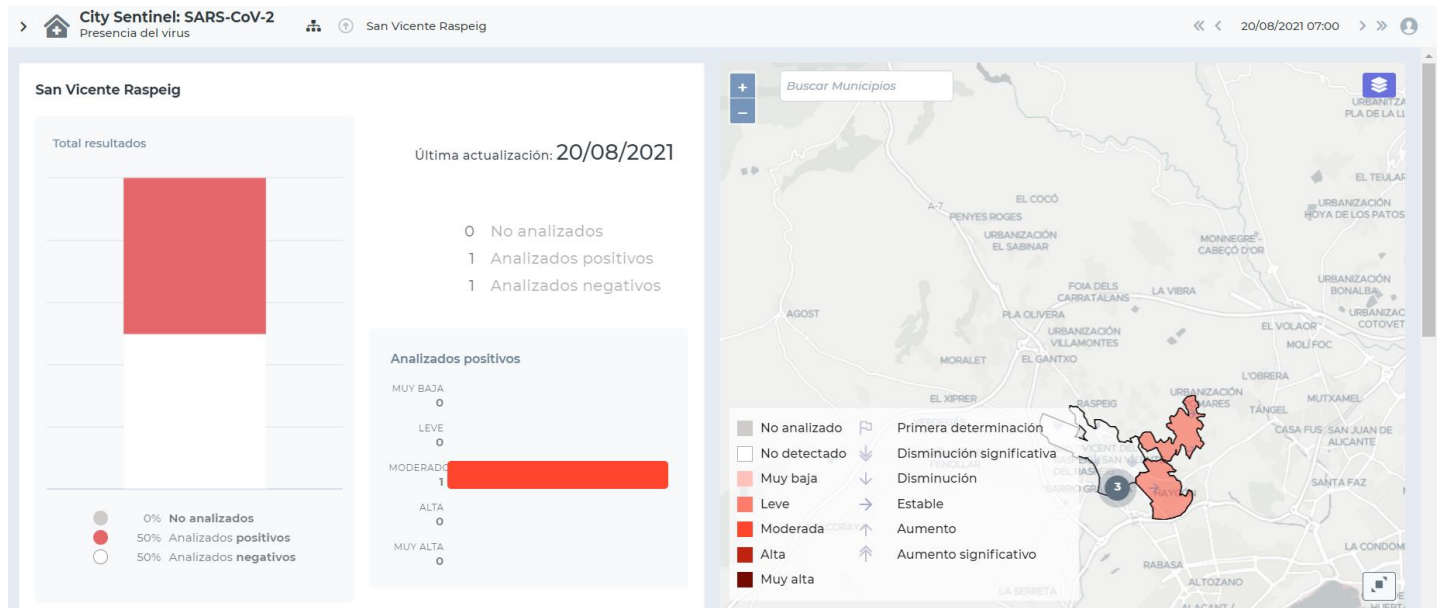 City Sentinel: SARS-CoV-2
Presencia del virus
San Vicente Raspeig
20/08/2021 07:00
San Vicente Raspeig
Total resultados
0% No analizados
50% Analizados positivos
50% Analizados negativos
Última actualización: 20/08/2021
0 No analizados
1 Analizados positivos
1 Analizados negativos
Analizados positivos
MUY BAJA
0
LEVE
0
MODERADO
1
ALTA
0
MUY ALTA
0
+
−
Buscar Municipios
PLA DE LA
A-7
EL COCÓ
PENYES ROGES
URBANIZACIÓN
EL SABINAR
MONNEGRE-
CABEÇÓ D'OR
URBANIZACIÓN
HOYA DE LOS PATOS
FOIA DELS
CARRATALANS
LA VIBRA
URBANIZACIÓN
BONALBA
AGOST
PLA OLIVERA
URBANIZACIÓN
VILLAMONTES
EL VOLAOR
COTOVET
MOLÍ FOC
MORALET
EL GANTXO
L'OBRERA
EL XIPRER
RASPEIG
URBANIZACIÓN
TÁNGEL
MUTXAMEL
CASA FUS
SAN JUAN DE
ALICANTE
SANTA FAZ
3
RABASA
ALTOZANO
LA CONDOM
ALACANT /
LA SERRETA
No analizado
No detectado
Muy baja
Leve
Moderada
Alta
Muy alta
Primera determinación
Disminución significativa
Disminución
Estable
Aumento
Aumento significativo